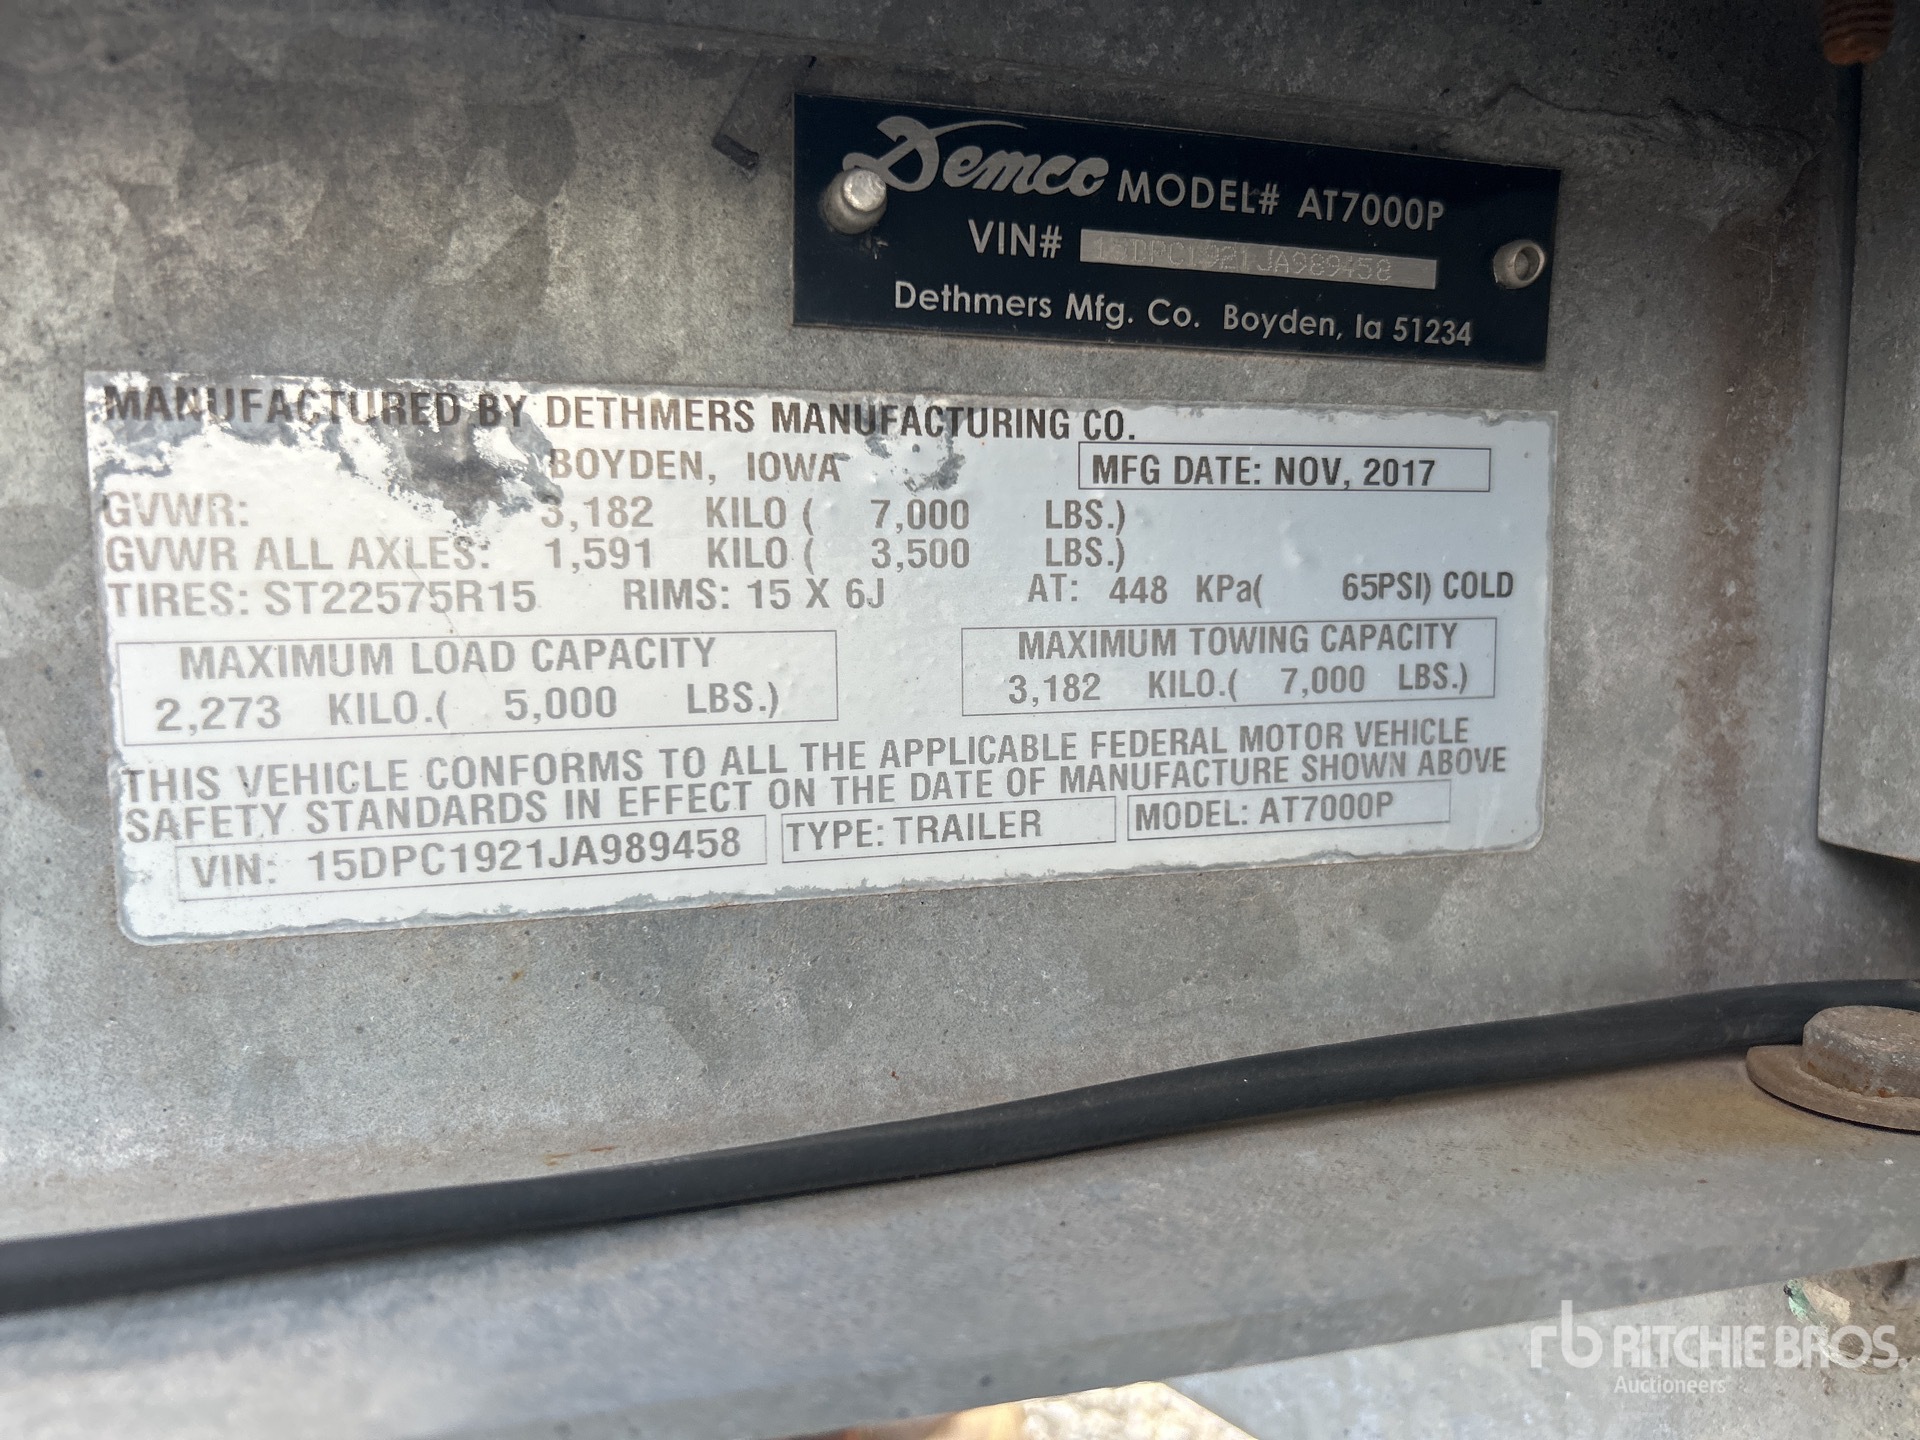 Demco MODEL# AT7000P
VIN# 15DPC1921JA989458
Dethmers Mfg. Co. Boyden, Ia 51234
MANUFACTURED BY DETHMERS MANUFACTURING CO.
BOYDEN, IOWA
MFG DATE: NOV, 2017
GVWR: 3,182 KILO ( 7,000 LBS.)
GVWR ALL AXLES: 1,591 KILO ( 3,500 LBS.)
TIRES: ST22575R15 RIMS: 15 X 6J AT: 448 KPa( 65PSI) COLD
MAXIMUM LOAD CAPACITY
2,273 KILO.( 5,000 LBS.)
MAXIMUM TOWING CAPACITY
3,182 KILO.( 7,000 LBS.)
THIS VEHICLE CONFORMS TO ALL THE APPLICABLE FEDERAL MOTOR VEHICLE
SAFETY STANDARDS IN EFFECT ON THE DATE OF MANUFACTURE SHOWN ABOVE
VIN: 15DPC1921JA989458 TYPE: TRAILER MODEL: AT7000P
rb RITCHIE BROS.
Auctioneers